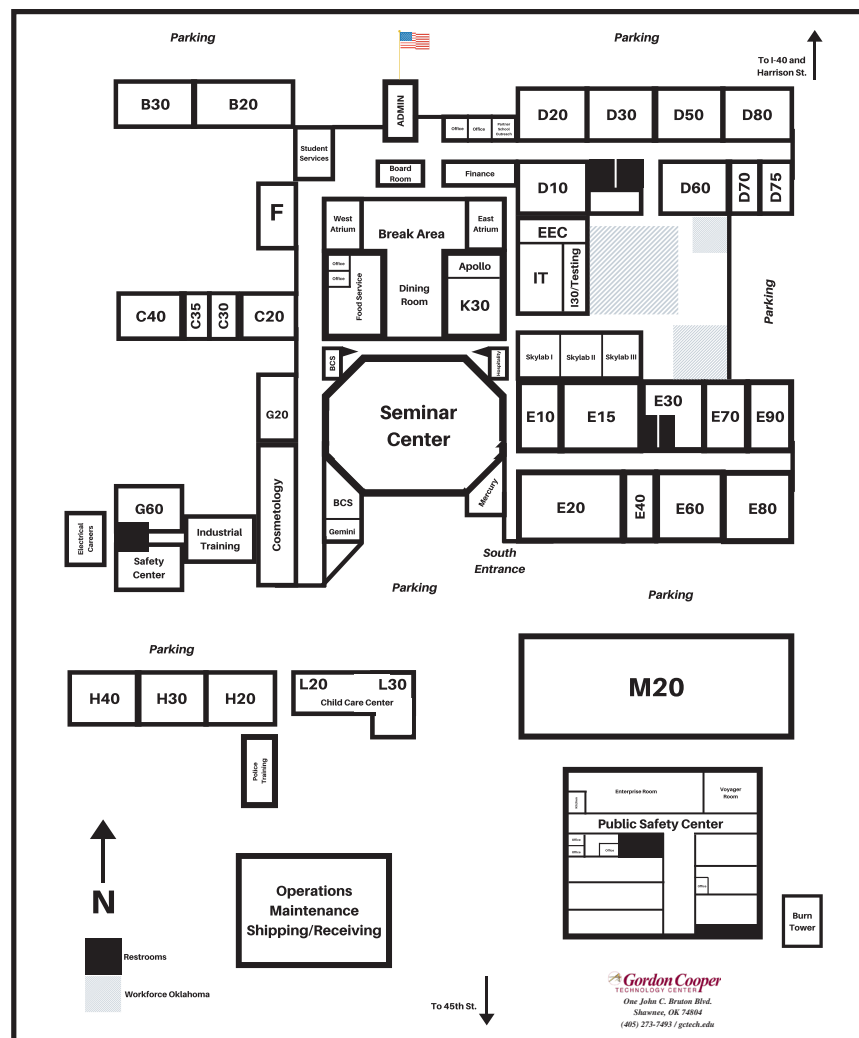 Parking
Parking
To I-40 and
Harrison St.
B30
B20
ADMIN
D20
D30
D50
D80
Office
Office
Partner
School
Outreach
Student
Services
Board
Room
Finance
D10
D60
D70
D75
F
West
Atrium
East
Atrium
Break Area
EEC
Office
Office
Food Service
Dining
Room
Apollo
K30
IT
I30/Testing
Parking
C40
C35
C30
C20
BCS
Hospitality
Skylab I
Skylab II
Skylab III
G20
Seminar
Center
E10
E15
E30
E70
E90
Cosmetology
Mercury
BCS
Gemini
E20
E40
E60
E80
G60
Electrical
Careers
Industrial
Training
Safety
Center
South
Entrance
Parking
Parking
Parking
H40
H30
H20
L20
L30
Child Care Center
M20
Police
Training
Enterprise Room
Voyager
Room
Kitchen
Public Safety Center
Office
Office
Office
Office
N
Operations
Maintenance
Shipping/Receiving
Burn
Tower
Restrooms
Workforce Oklahoma
To 45th St.
Gordon Cooper
TECHNOLOGY CENTER
One John C. Bruton Blvd.
Shawnee, OK 74804
(405) 273-7493 / gctech.edu